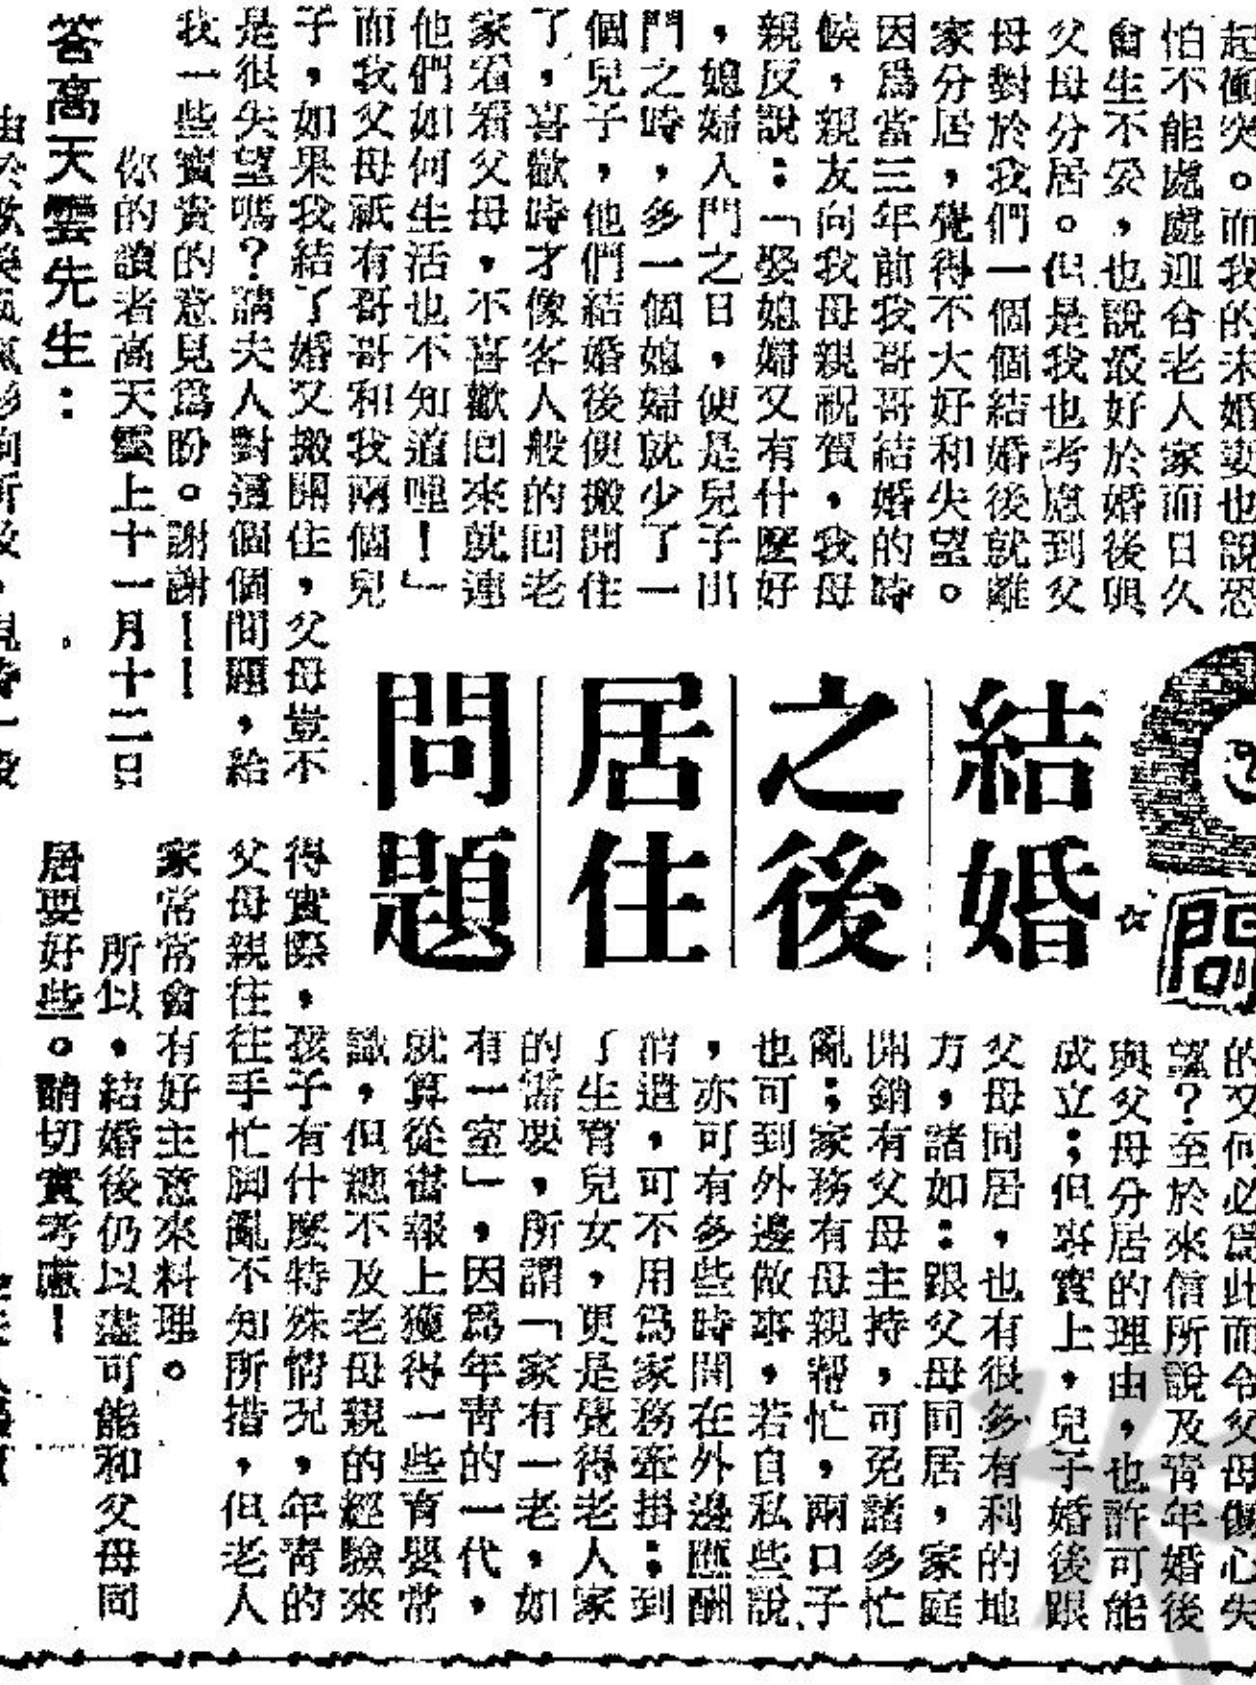 起衝突。而我的未婚妻也說恐
怕不能處處迎合老人家而日久
會生不公，也說最好於婚後與
父母分居。但是我也考慮到父
母對於我們一個個結婚後就離
家分居，覺得不大好和失望。
因爲當三年前我哥哥結婚的時
候，親友向我母親祝賀，我母
親反說：「娶媳婦又有什麼好
，媳婦入門之日，便是兒子出
門之時，多一個媳婦就少了一
個兒子，他們結婚後便搬開住
了，喜歡時才像客人般的回老
家看看父母，不喜歡回來就連
他們如何生活也不知道哩！」
而我父母祇有哥哥和我兩個兒
子，如果我結了婚又搬開住，父母豈不
是很失望嗎？請夫人對這個個問題，給
我一些寶貴的意見爲盼。謝謝！！
你的讀者高天雲上十一月十二日
答高天雲先生：
結婚
之後
居住
問題
問
的又何必爲此而令父母傷心失
望？至於來信所說及青年婚後
與父母分居的理由，也許可能
成立；但事實上，兒子婚後跟
父母同居，也有很多有利的地
方，諸如：跟父母同居，家庭
開銷有父母主持，可免諸多忙
亂；家務有母親帮忙，兩口子
也可到外邊做事，若自私些說
，亦可有多些時間在外邊應酬
消遣，可不用爲家務牽掛；到
了生育兒女，更是覺得老人家
的需要，所謂「家有一老，如
有一室」，因爲年青的一代，
就算從書報上獲得一些育嬰常
識，但總不及老母親的經驗來
得實際，孩子有什麼特殊情況，年青的
父母親往往手忙脚亂不知所措，但老人
家常常會有好主意來料理。
所以，結婚後仍以盡可能和父母同
居要好些。請切實考慮！